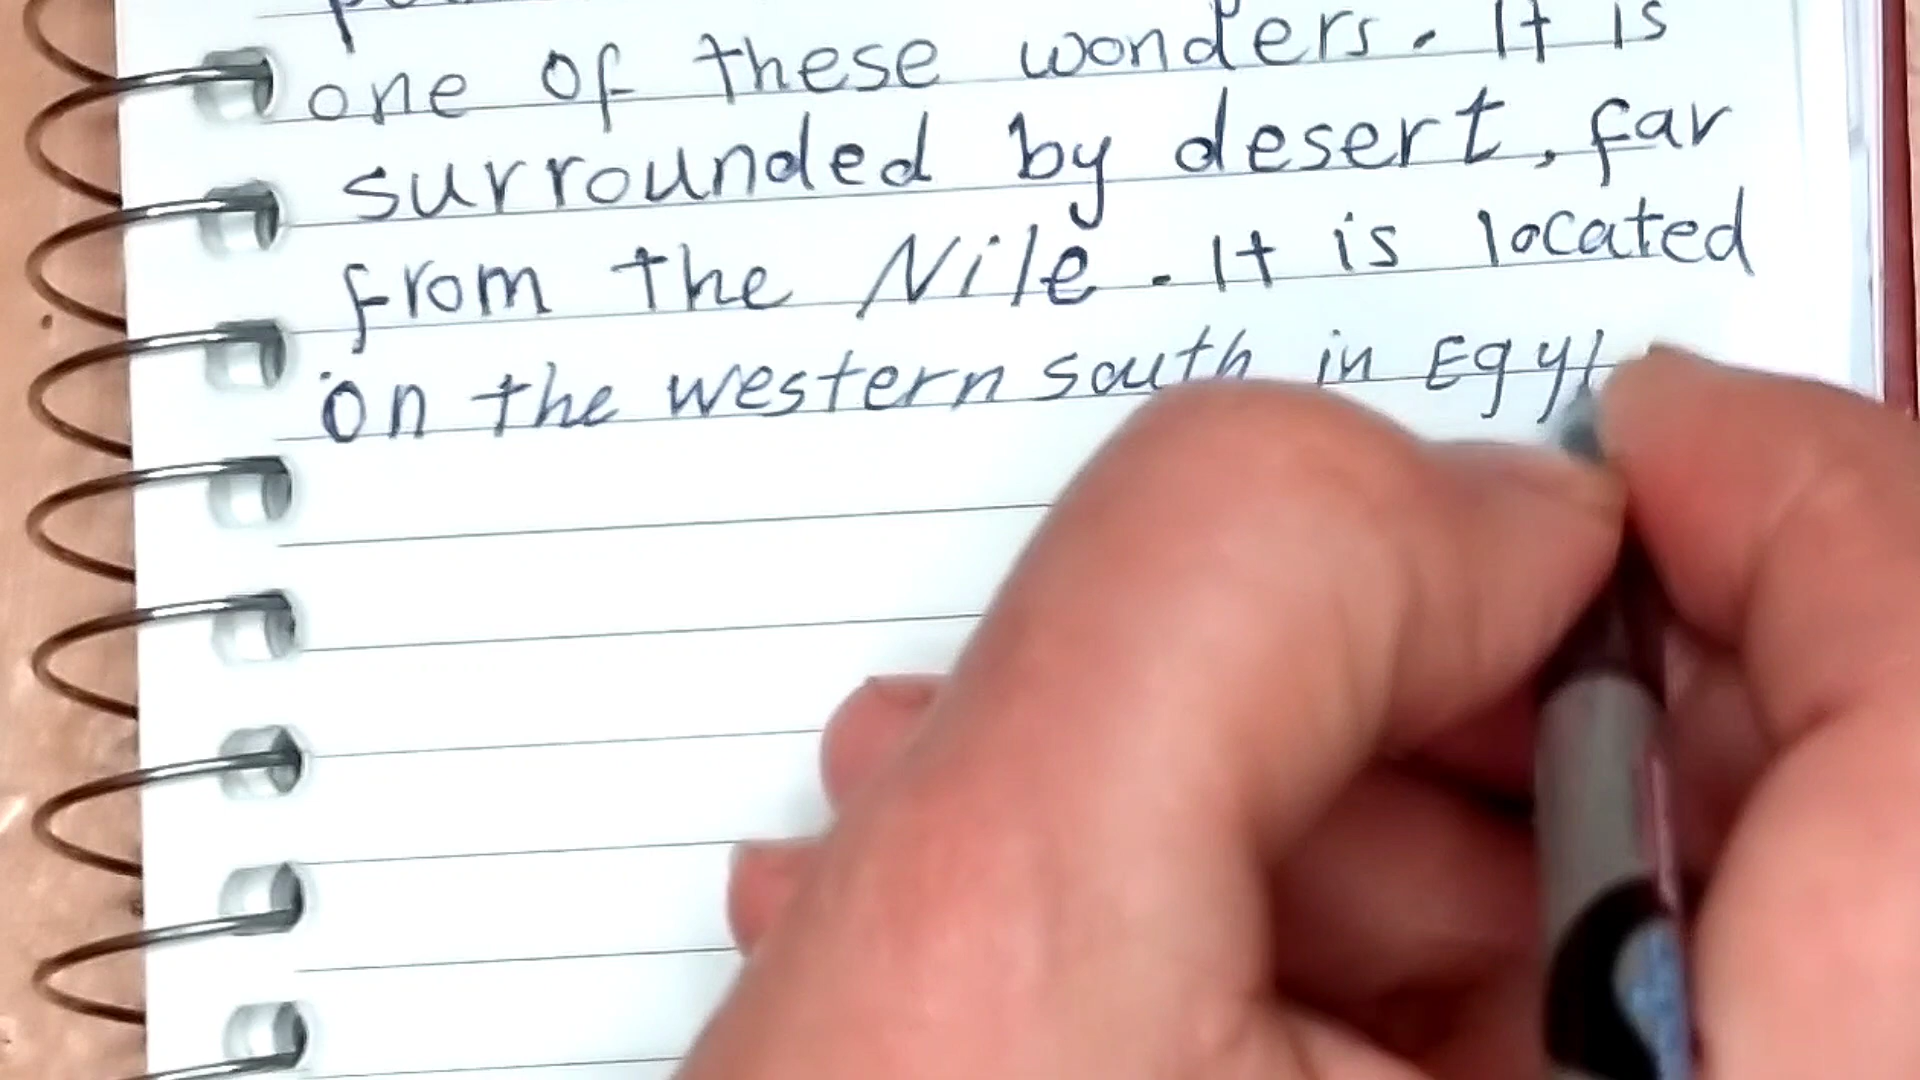 one of these wonders. It is
surrounded by desert, far
from the Nile. It is located
on the western south in